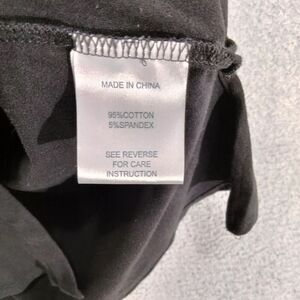 MADE IN CHINA
95%COTTON
5%SPANDEX
SEE REVERSE
FOR CARE
INSTRUCTION